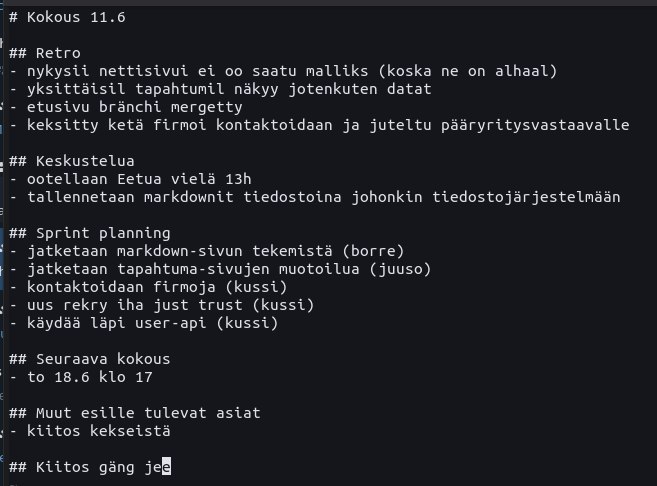 # Kokous 11.6
## Retro
- nykysii nettisivui ei oo saatu malliks (koska ne on alhaal)
- yksittäisil tapahtumil näkyy jotenkuten datat
- etusivu bränchi mergetty
- keksitty ketä firmoi kontaktoidaan ja juteltu pääryritysvastaavalle
## Keskustelua
- ootellaan Eetua vielä 13h
- tallennetaan markdownit tiedostoina johonkin tiedostojärjestelmään
## Sprint planning
- jatketaan markdown-sivun tekemistä (borre)
- jatketaan tapahtuma-sivujen muotoilua (juuso)
- kontaktoidaan firmoja (kussi)
- uus rekry iha just trust (kussi)
- käydää läpi user-api (kussi)
## Seuraava kokous
- to 18.6 klo 17
## Muut esille tulevat asiat
- kiitos kekseistä
## Kiitos gäng jee